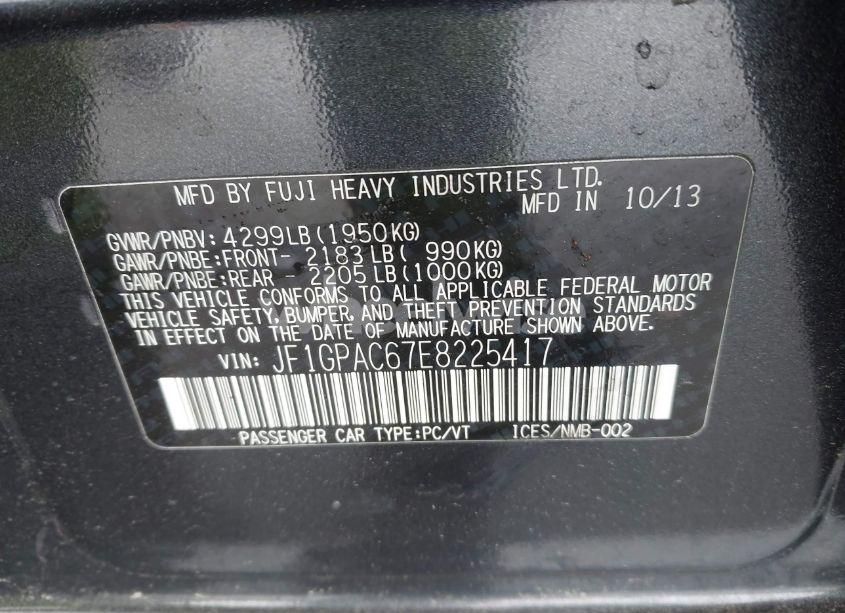 MFD BY FUJI HEAVY INDUSTRIES LTD.
MFD IN 10/13
GVWR/PNBV: 4299LB(1950KG)
GAWR/PNBE:FRONT- 2183LB( 990KG)
GAWR/PNBE:REAR - 2205LB(1000KG)
THIS VEHICLE CONFORMS TO ALL APPLICABLE FEDERAL MOTOR
VEHICLE SAFETY, BUMPER, AND THEFT PREVENTION STANDARDS
IN EFFECT ON THE DATE OF MANUFACTURE SHOWN ABOVE.
VIN: JF1GPAC67E8225417
PASSENGER CAR TYPE:PC/VT ICES/NMB-002